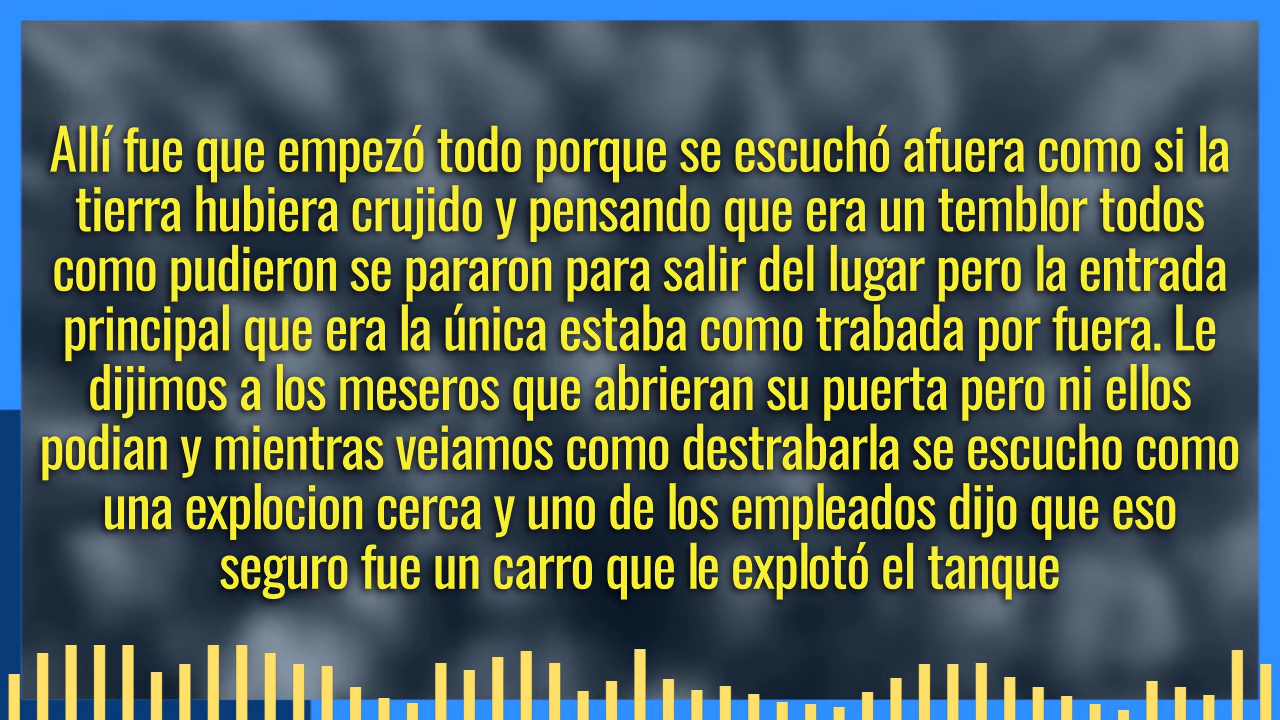 Allí fue que empezó todo porque se escuchó afuera como si la
tierra hubiera crujido y pensando que era un temblor todos
como pudieron se pararon para salir del lugar pero la entrada
principal que era la única estaba como trabada por fuera. Le
dijimos a los meseros que abrieran su puerta pero ni ellos
podian y mientras veiamos como destrabarla se escucho como
una explocion cerca y uno de los empleados dijo que eso
seguro fue un carro que le explotó el tanque